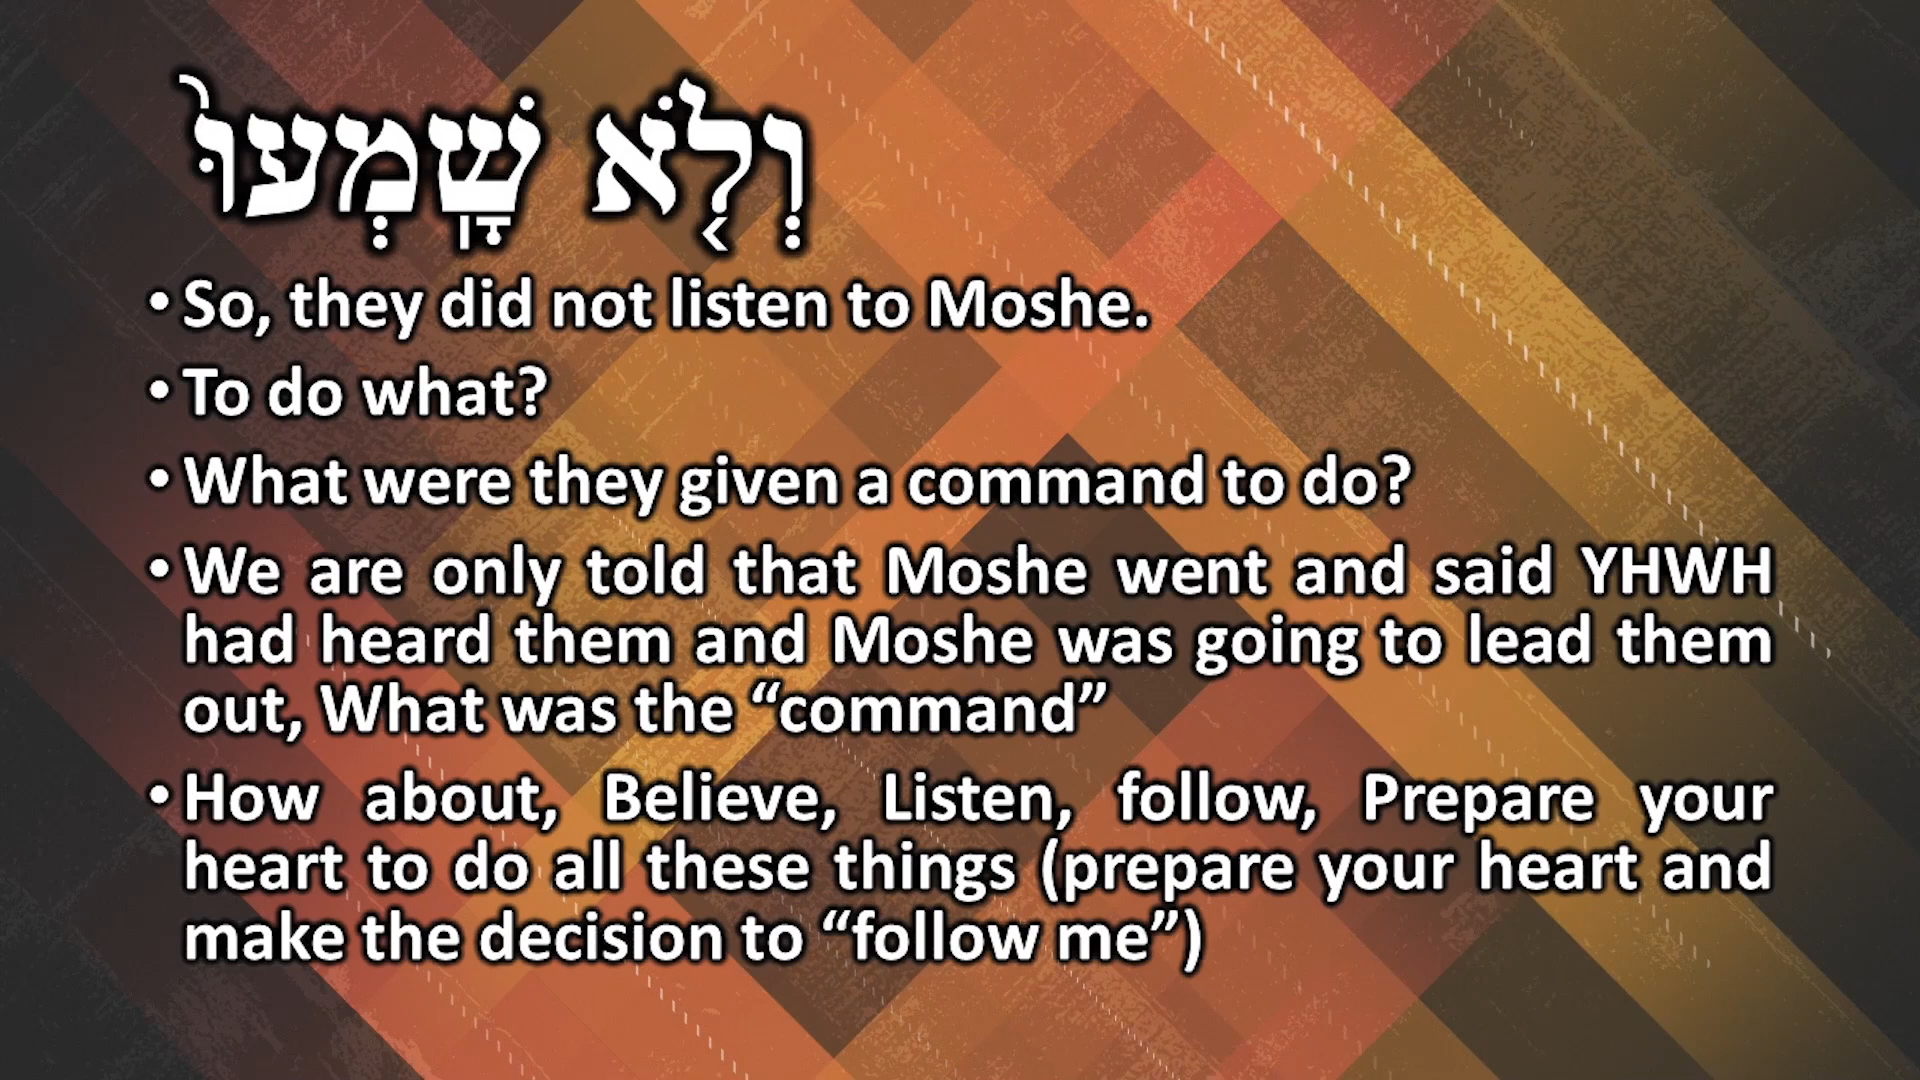 וְלֹ֤א שָֽׁמְעוּ֙
• So, they did not listen to Moshe.
• To do what?
• What were they given a command to do?
• We are only told that Moshe went and said YHWH
had heard them and Moshe was going to lead them
out, What was the “command”
• How about, Believe, Listen, follow, Prepare your
heart to do all these things (prepare your heart and
make the decision to “follow me”)